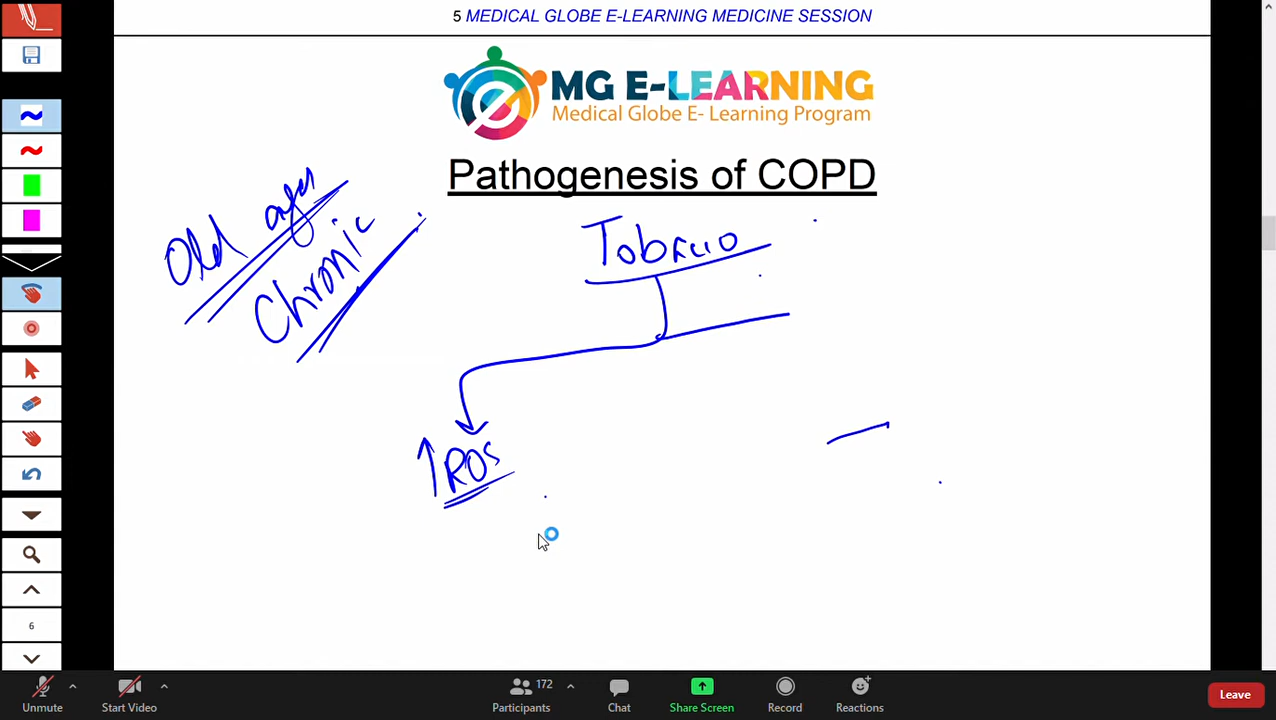 5 MEDICAL GLOBE E-LEARNING MEDICINE SESSION
MG E-LEARNING
Medical Globe E- Learning Program
Pathogenesis of COPD
Old ages
Chronic
Tobacco
↑ROS
6
Unmute
Start Video
172
Participants
Chat
Share Screen
Record
Reactions
Leave